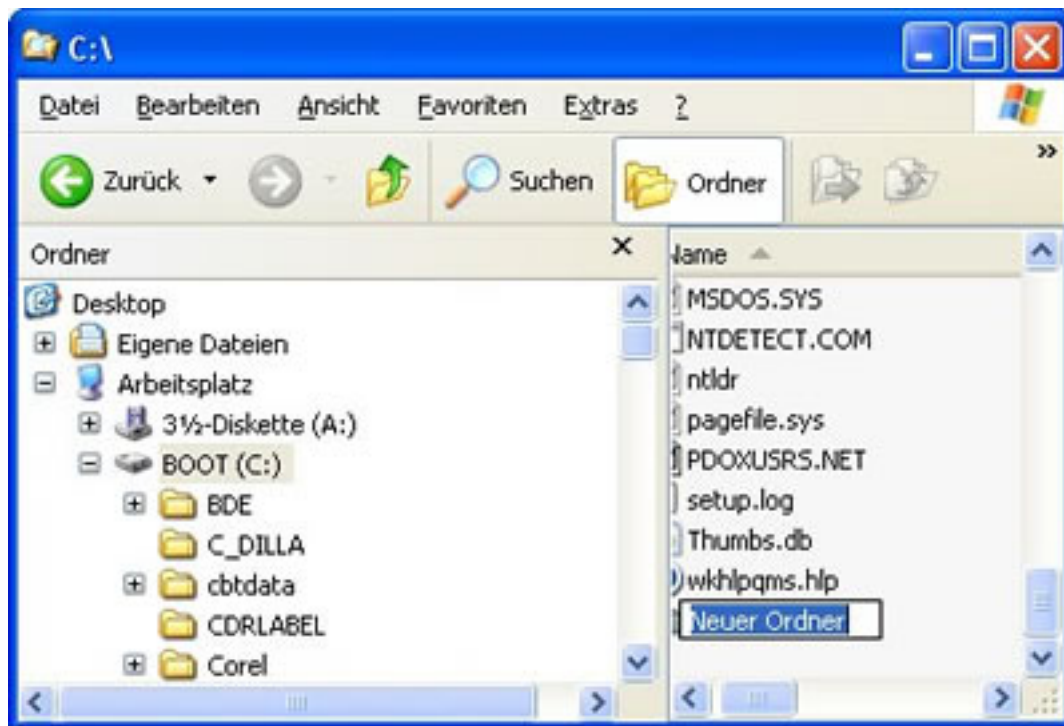 C:\
Datei Bearbeiten Ansicht Favoriten Extras ?
Zurück Suchen Ordner »
Ordner
Desktop
Eigene Dateien
Arbeitsplatz
3½-Diskette (A:)
BOOT (C:)
BDE
C_DILLA
cbtdata
CDRLABEL
Corel
Name
MSDOS.SYS
NTDETECT.COM
ntldr
pagefile.sys
PDOXUSRS.NET
setup.log
Thumbs.db
wkhlpqms.hlp
Neuer Ordner